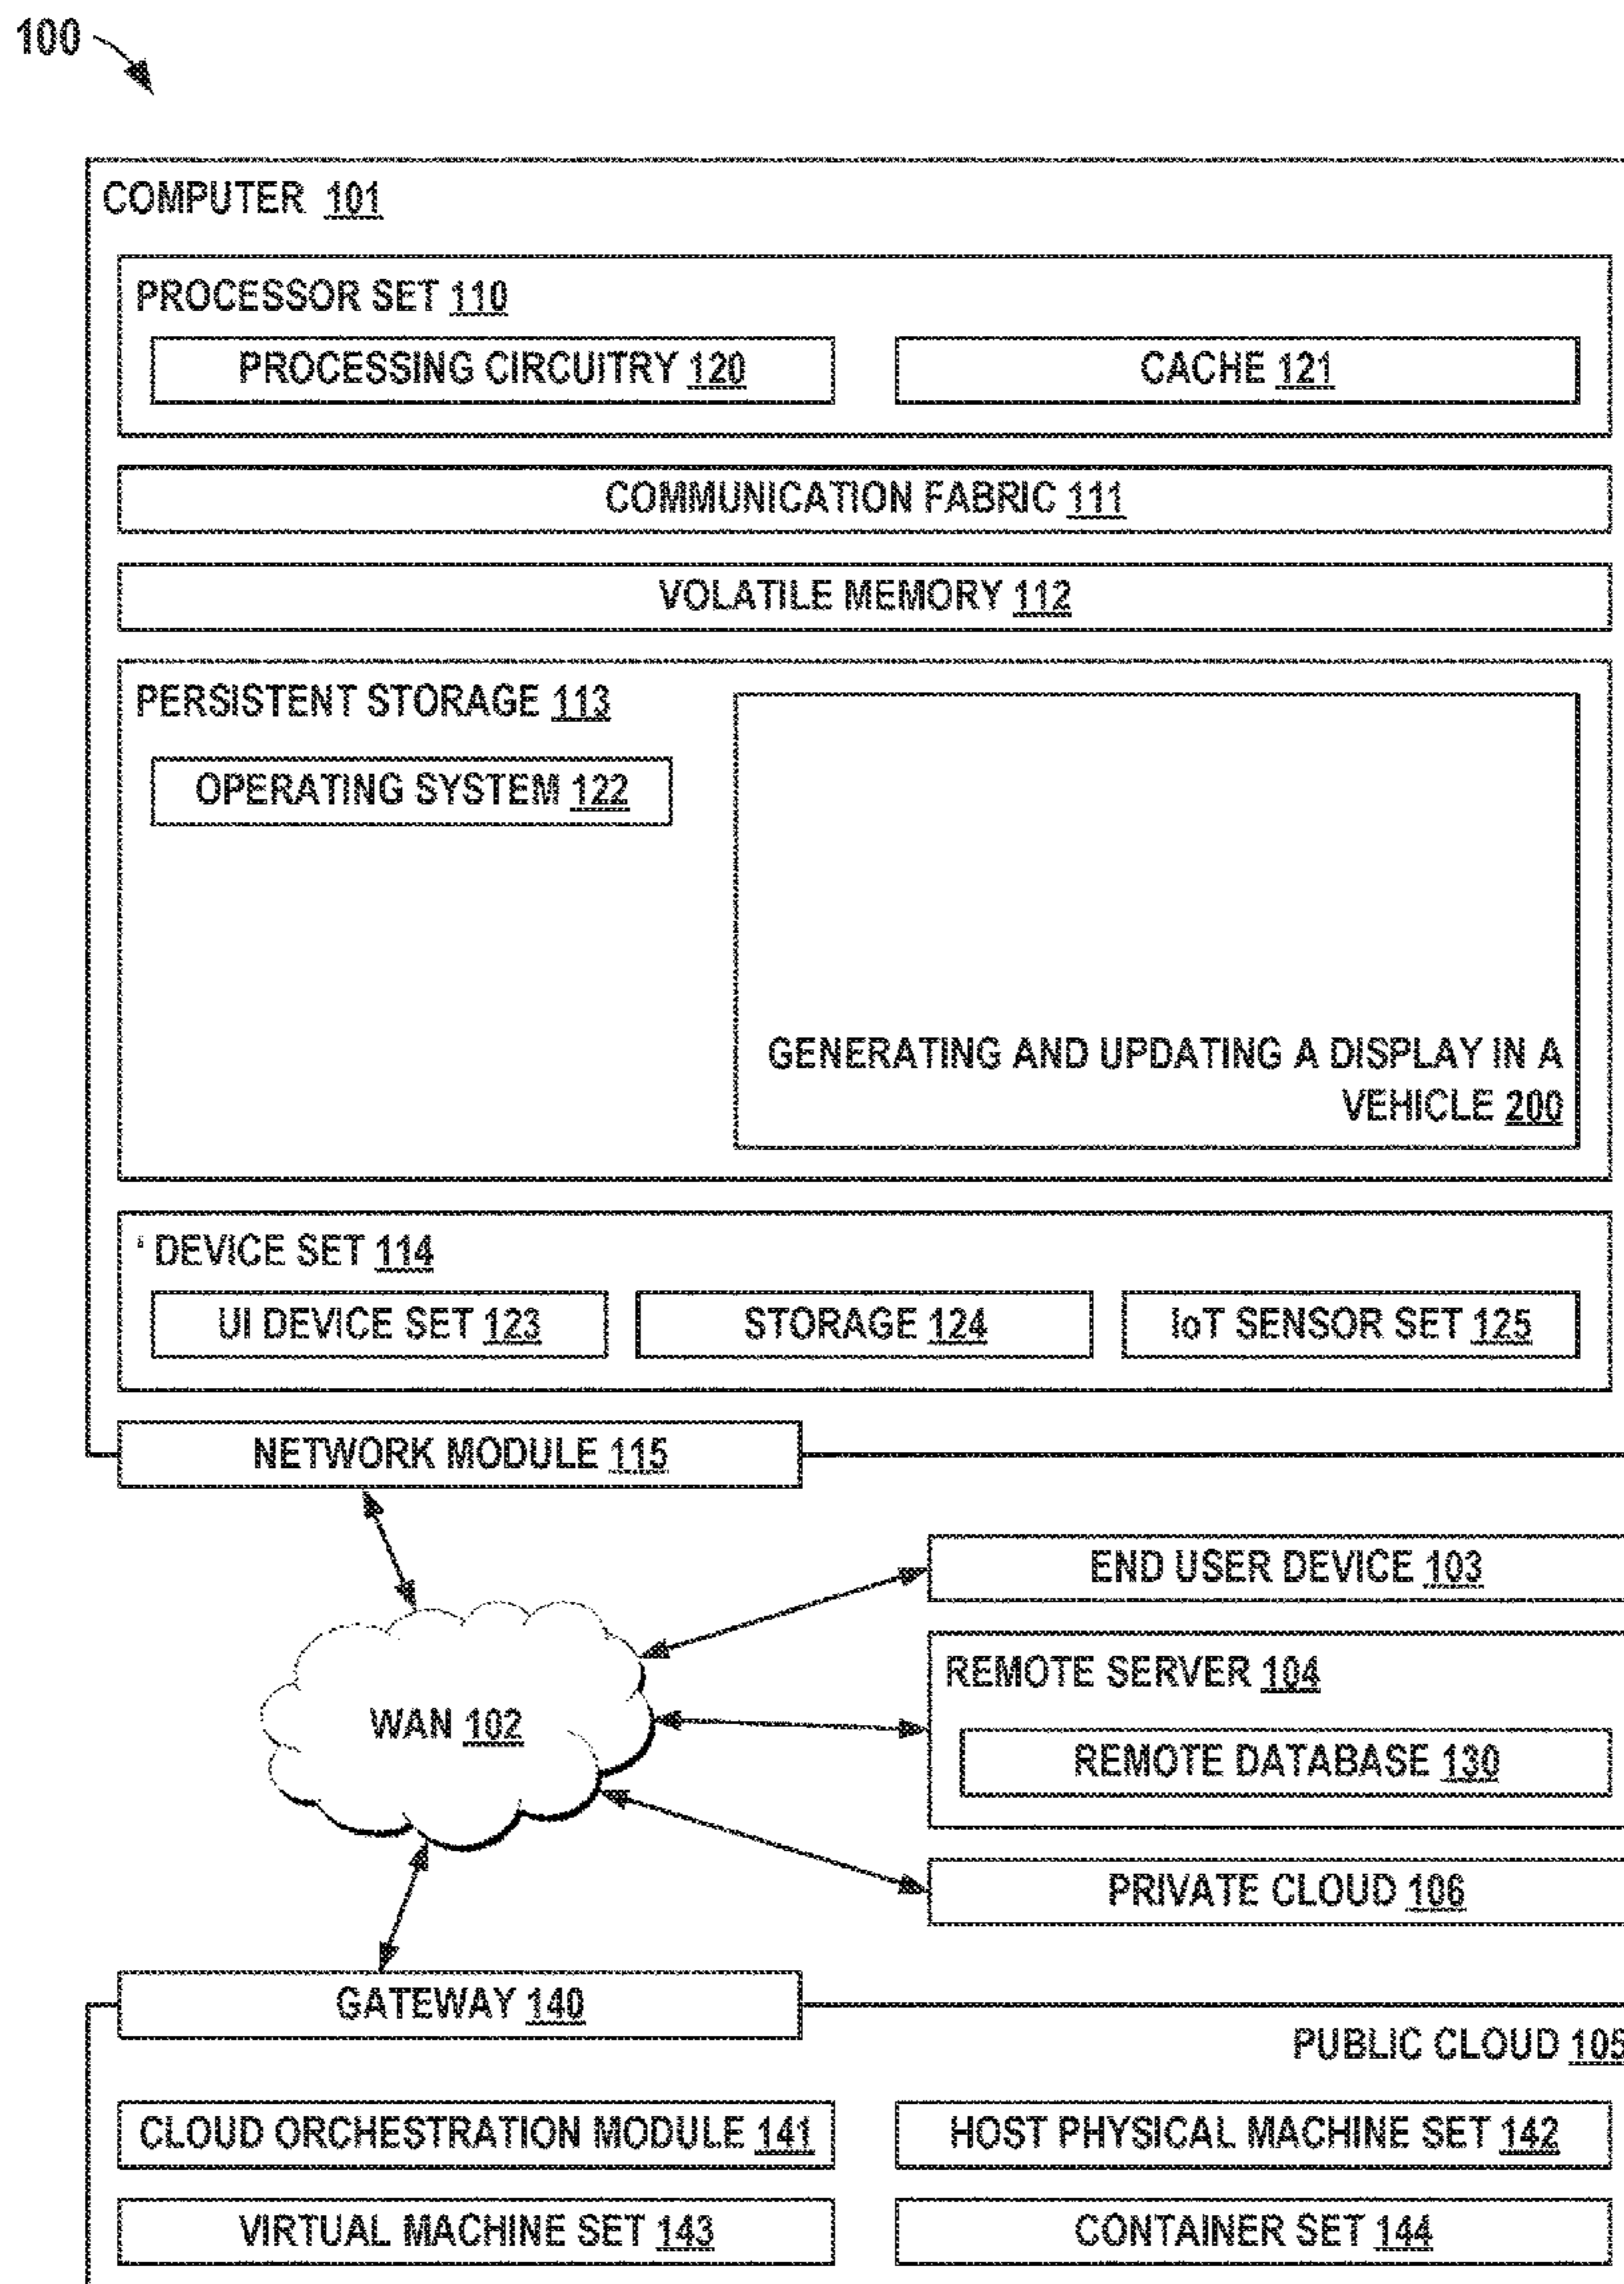 100
COMPUTER 101
PROCESSOR SET 110
PROCESSING CIRCUITRY 120
CACHE 121
COMMUNICATION FABRIC 111
VOLATILE MEMORY 112
PERSISTENT STORAGE 113
OPERATING SYSTEM 122
GENERATING AND UPDATING A DISPLAY IN A
VEHICLE 200
DEVICE SET 114
UI DEVICE SET 123
STORAGE 124
IoT SENSOR SET 125
NETWORK MODULE 115
END USER DEVICE 103
REMOTE SERVER 104
WAN 102
REMOTE DATABASE 130
PRIVATE CLOUD 106
GATEWAY 140
PUBLIC CLOUD 105
CLOUD ORCHESTRATION MODULE 141
HOST PHYSICAL MACHINE SET 142
VIRTUAL MACHINE SET 143
CONTAINER SET 144